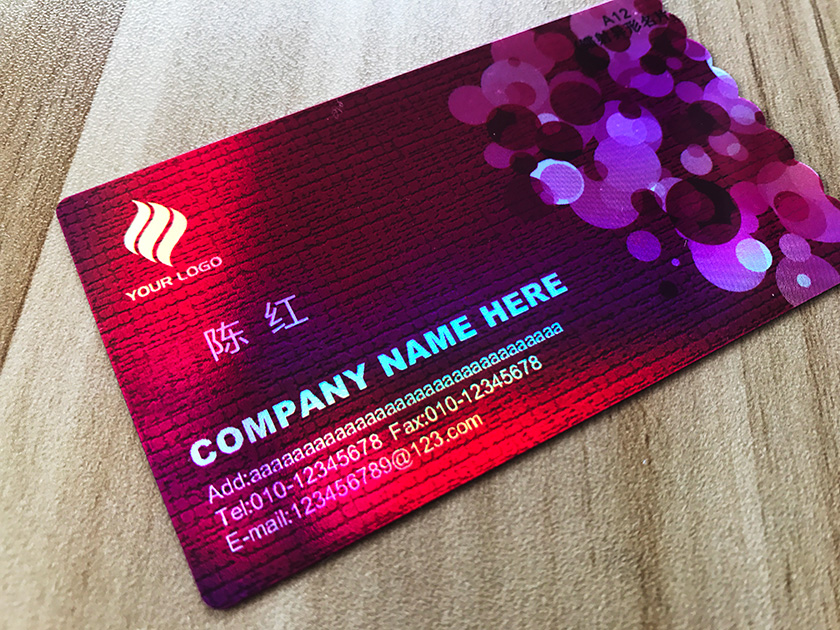 A12
YOUR LOGO
陈 红
COMPANY NAME HERE
Add:aaaaaaaaaaaaaaaaaaaaaaaaaaaaaa
Tel:010-12345678 Fax:010-12345678
E-mail:123456789@123.com